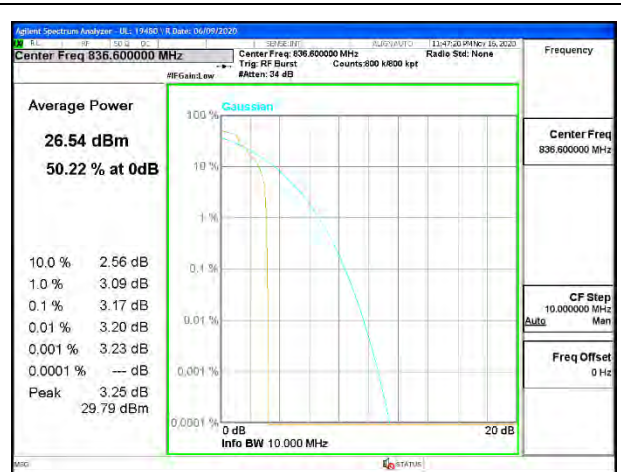 Agilent Spectrum Analyzer - UL: 19480 \ R.Date: 06/09/2020
RL RF 50 Ω DC SENSE:INT ALIGNAUTO 11:47:20 PM Nov 16, 2020
Center Freq 836.600000 MHz
Center Freq: 836.600000 MHz Radio Std: None
Trig: RF Burst Counts:800 k/800 kpt
#IFGain:Low #Atten: 34 dB
Frequency
Average Power
26.54 dBm
50.22 % at 0dB
10.0 % 2.56 dB
1.0 % 3.09 dB
0.1 % 3.17 dB
0.01 % 3.20 dB
0.001 % 3.23 dB
0.0001 % --- dB
Peak 3.25 dB
29.79 dBm
Gaussian
100 %
10 %
1 %
0.1 %
0.01 %
0.001 %
0.0001 %
0 dB 20 dB
Info BW 10.000 MHz
Center Freq
836.600000 MHz
CF Step
10.000000 MHz
Auto Man
Freq Offset
0 Hz
MSG STATUS